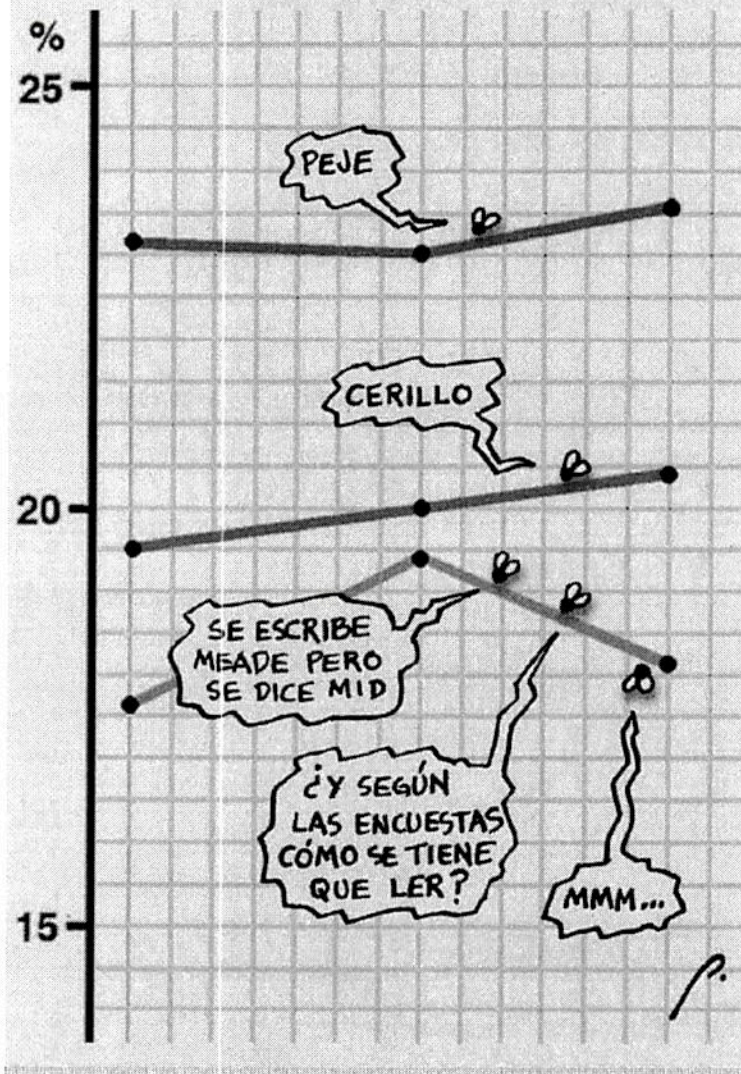 %
25
PEJE
CERILLO
20
SE ESCRIBE
MEADE PERO
SE DICE MID
¿Y SEGÚN
LAS ENCUESTAS
CÓMO SE TIENE
QUE LER?
MMM...
15
P.